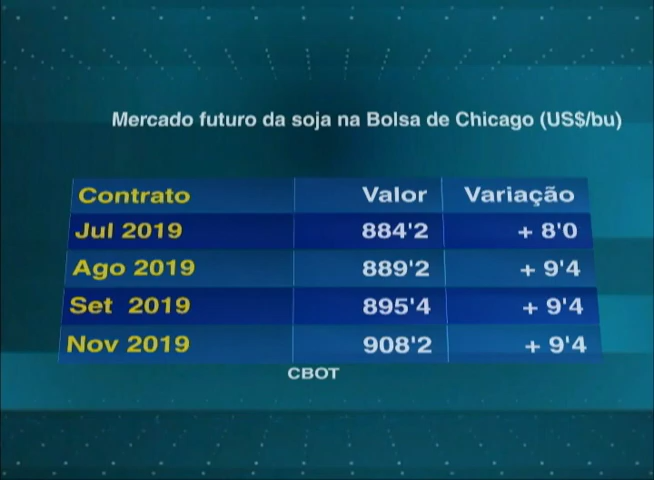 Mercado futuro da soja na Bolsa de Chicago (US$/bu)
Contrato Valor Variação
Jul 2019 884'2 + 8'0
Ago 2019 889'2 + 9'4
Set 2019 895'4 + 9'4
Nov 2019 908'2 + 9'4
CBOT